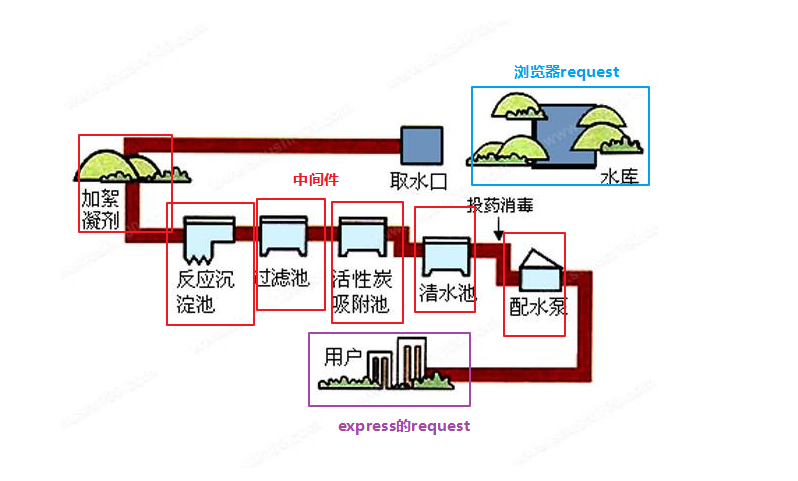 浏览器request
水库
取水口
中间件
加絮
凝剂
投药消毒
反应沉
淀池
过滤池
活性炭
吸附池
清水池
配水泵
用户
express的request